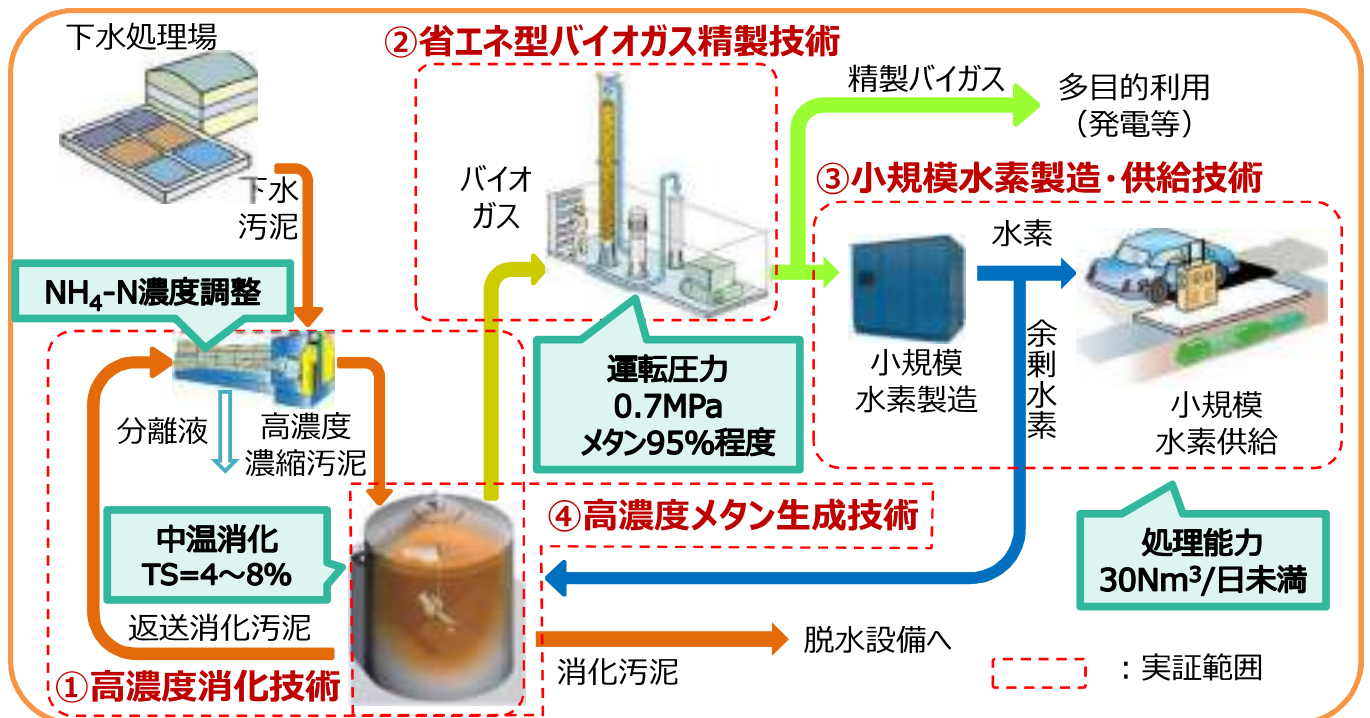 下水処理場
②省エネ型バイオガス精製技術
精製バイガス
多目的利用
（発電等）
下水
汚泥
バイオ
ガス
③小規模水素製造・供給技術
水素
NH₄-N濃度調整
運転圧力
0.7MPa
メタン95%程度
小規模
水素製造
余剰水素
小規模
水素供給
分離液
高濃度
濃縮汚泥
④高濃度メタン生成技術
中温消化
TS=4～8%
処理能力
30Nm³/日未満
返送消化汚泥
消化汚泥
脱水設備へ
①高濃度消化技術
：実証範囲